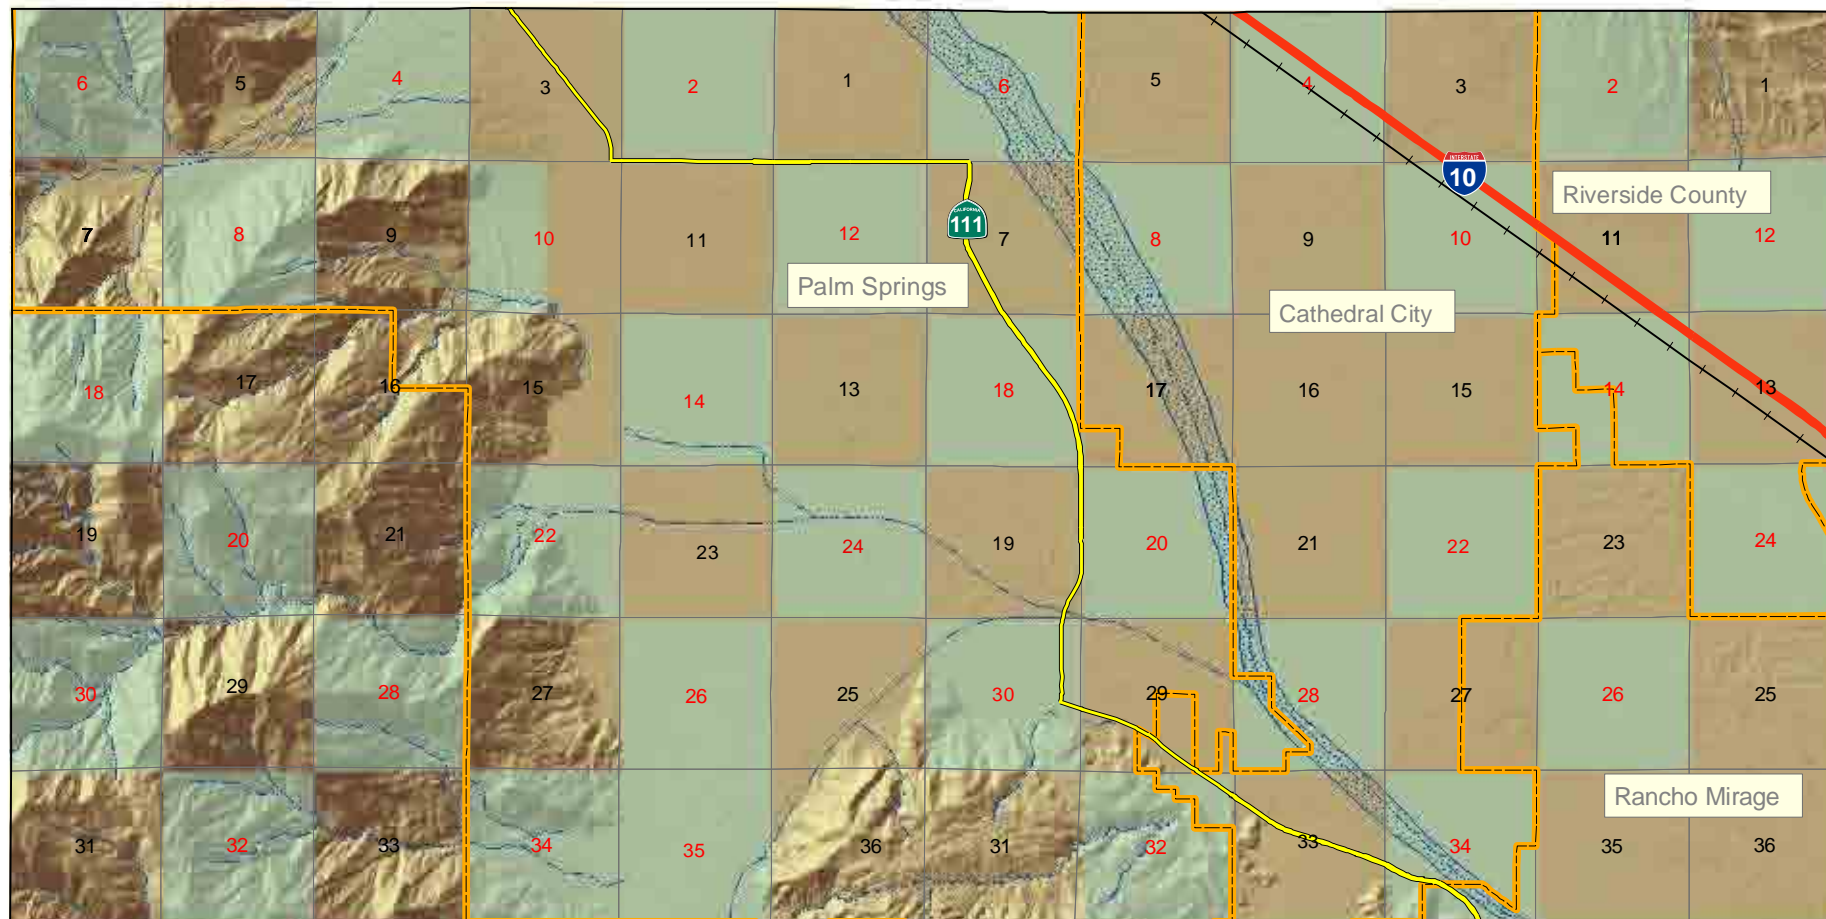 6 5 4 3 2 1 6 5 4 3 2 1
INTERSTATE
10
Riverside County
7 8 9 10 11 12 7 8 9 10 11 12
CALIFORNIA
111
Palm Springs
Cathedral City
18 17 16 15 14 13 18 17 16 15 14 13
19 20 21 22 23 24 19 20 21 22 23 24
30 29 28 27 26 25 30 29 28 27 26 25
Rancho Mirage
31 32 33 34 35 36 31 32 33 34 35 36